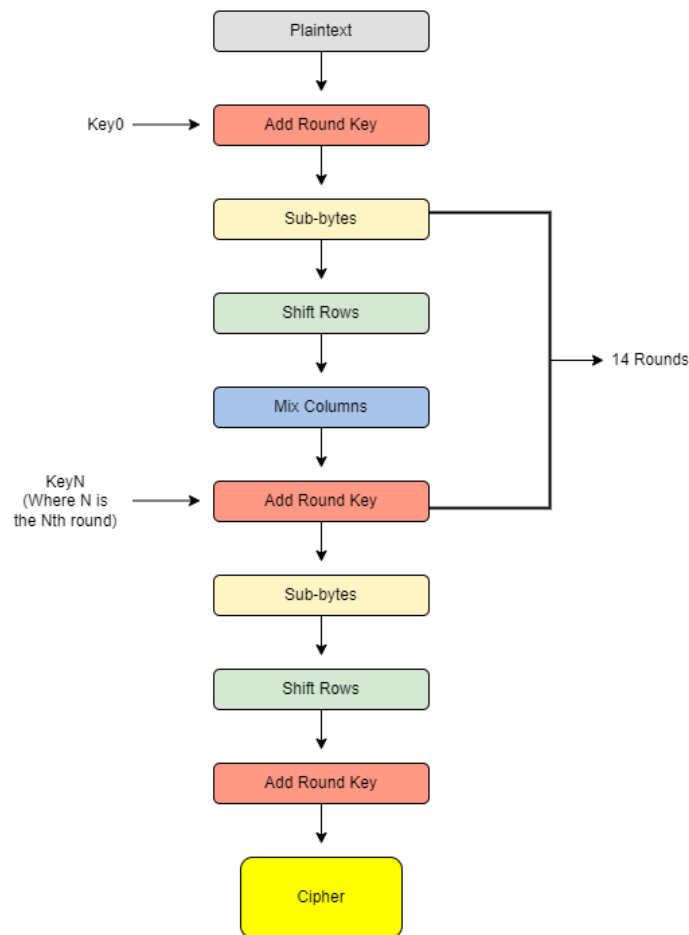 Plaintext
Key0
Add Round Key
Sub-bytes
Shift Rows
14 Rounds
Mix Columns
KeyN
(Where N is
the Nth round)
Add Round Key
Sub-bytes
Shift Rows
Add Round Key
Cipher